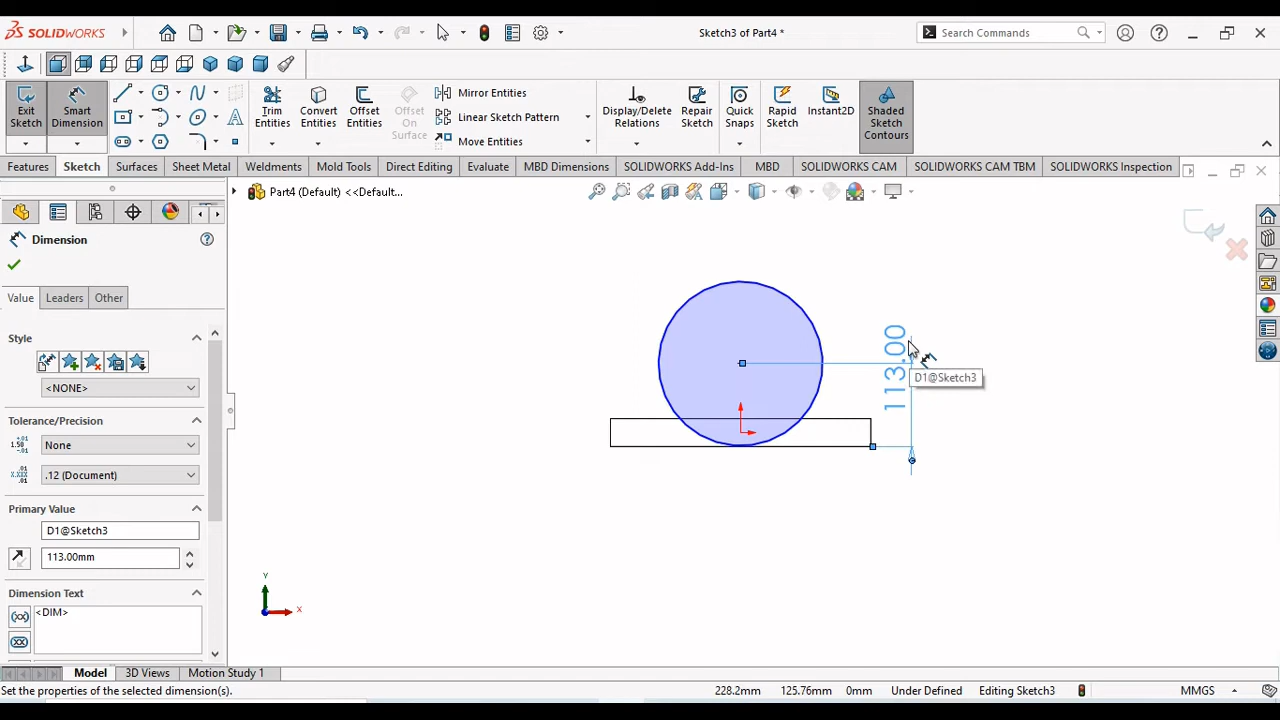 SOLIDWORKS
Sketch3 of Part4 *
Search Commands
Exit Sketch
Smart Dimension
Trim Entities
Convert Entities
Offset Entities
Offset On Surface
Mirror Entities
Linear Sketch Pattern
Move Entities
Display/Delete Relations
Repair Sketch
Quick Snaps
Rapid Sketch
Instant2D
Shaded Sketch Contours
Features
Sketch
Surfaces
Sheet Metal
Weldments
Mold Tools
Direct Editing
Evaluate
MBD Dimensions
SOLIDWORKS Add-Ins
MBD
SOLIDWORKS CAM
SOLIDWORKS CAM TBM
SOLIDWORKS Inspection
Part4 (Default) <<Default...
Dimension
Value
Leaders
Other
Style
<NONE>
Tolerance/Precision
None
.12 (Document)
Primary Value
D1@Sketch3
113.00mm
Dimension Text
<DIM>
113.00
D1@Sketch3
Y
X
Model
3D Views
Motion Study 1
Set the properties of the selected dimension(s).
228.2mm
125.76mm
0mm
Under Defined
Editing Sketch3
MMGS